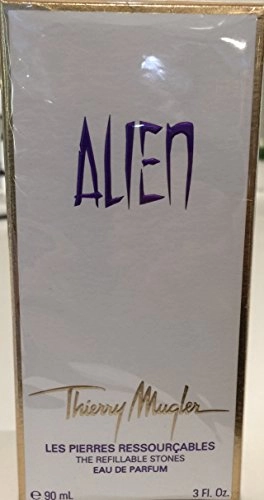 ALIEN
Thierry Mugler
LES PIERRES RESSOURÇABLES
THE REFILLABLE STONES
EAU DE PARFUM
e 90 mL 3 Fl. Oz.